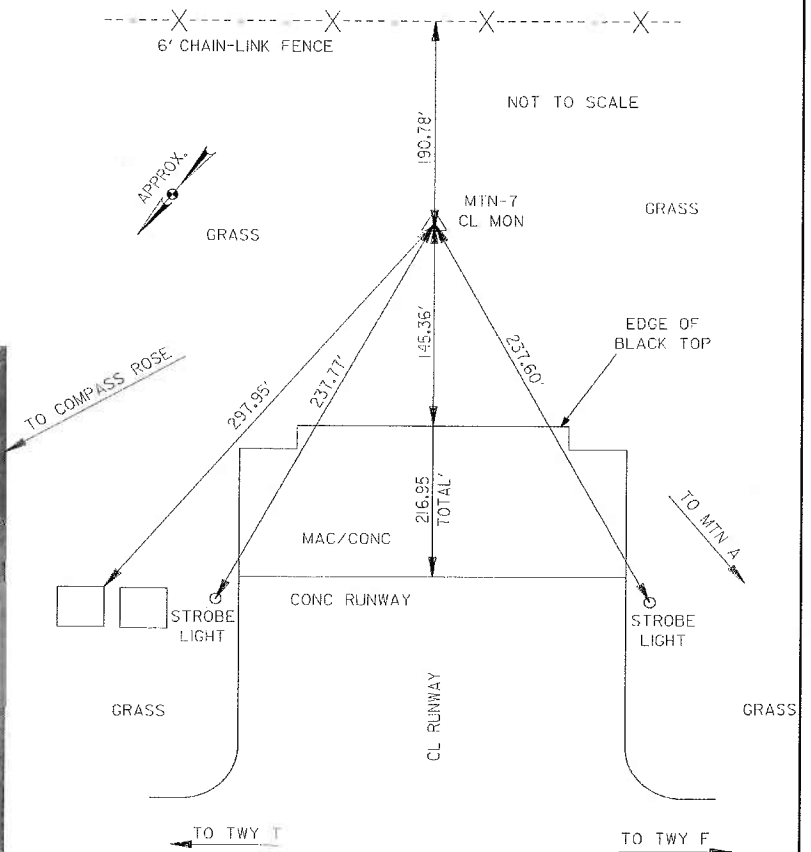 6' CHAIN-LINK FENCE
NOT TO SCALE
190.78'
APPROX.
MTN-7
CL MON
GRASS
GRASS
EDGE OF
BLACK TOP
TO COMPASS ROSE
297.95'
237.77'
145.36'
237.60'
216.95
TOTAL'
TO MTN A
MAC/CONC
CONC RUNWAY
STROBE
LIGHT
STROBE
LIGHT
GRASS
CL RUNWAY
GRASS
TO TWY T
TO TWY F